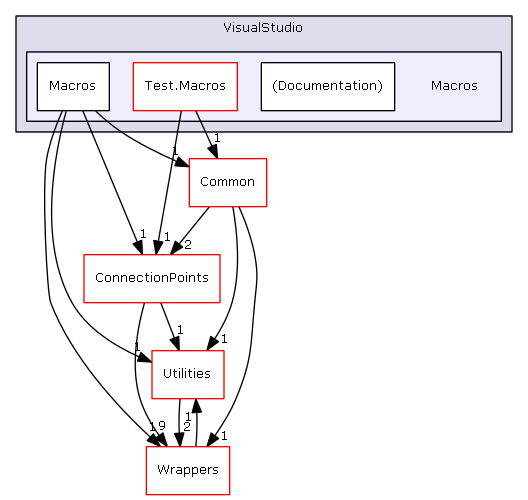 VisualStudio
Macros
Test.Macros
(Documentation)
Macros
1
1
Common
1
1
2
ConnectionPoints
1
1
1
Utilities
1
2
19
1
Wrappers